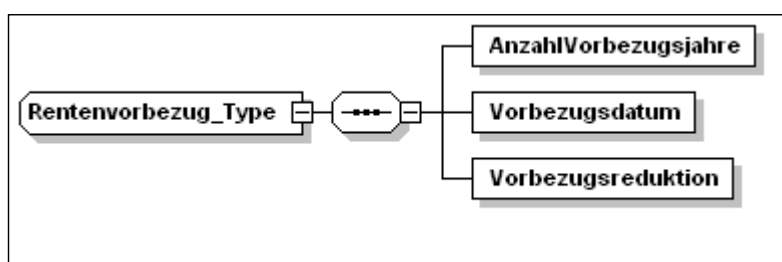 AnzahlVorbezugsjahre
Rentenvorbezug_Type
Vorbezugsdatum
Vorbezugsreduktion